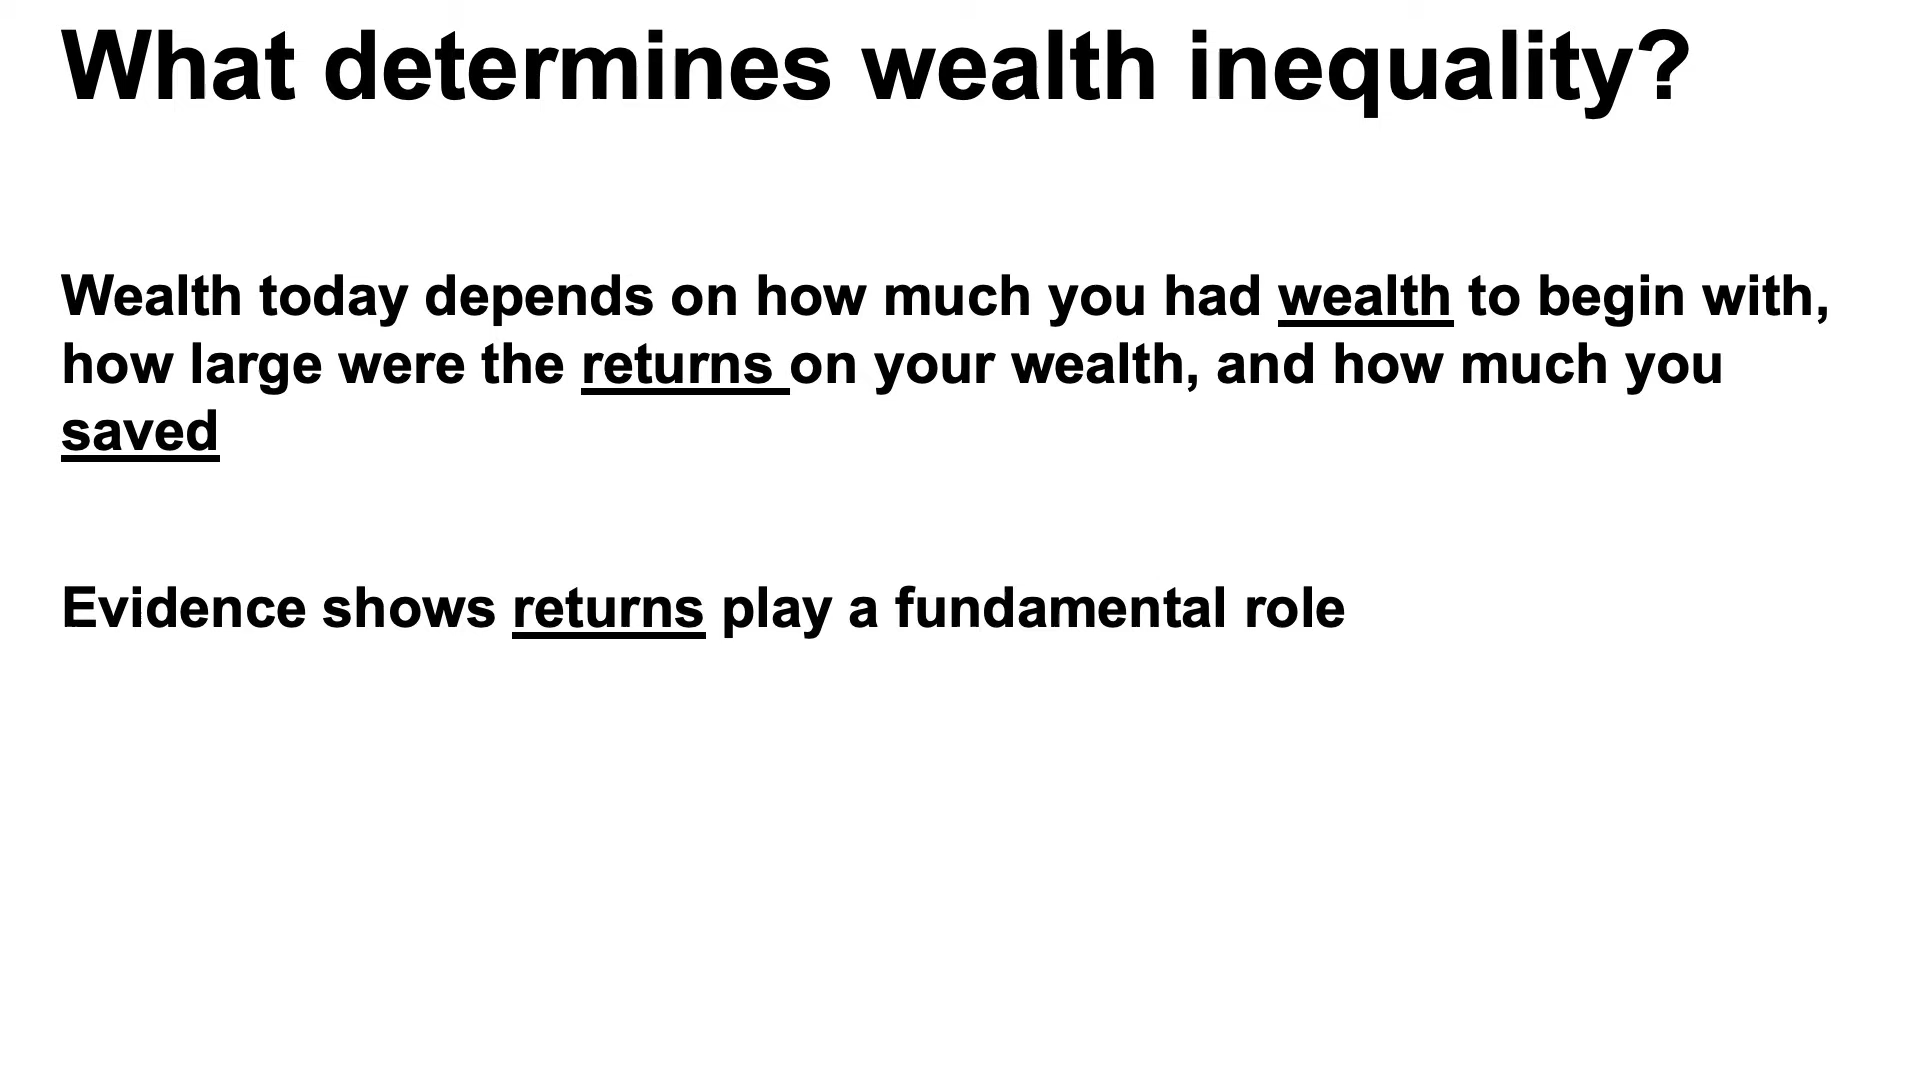 What determines wealth inequality?
Wealth today depends on how much you had wealth to begin with,
how large were the returns on your wealth, and how much you
saved
Evidence shows returns play a fundamental role